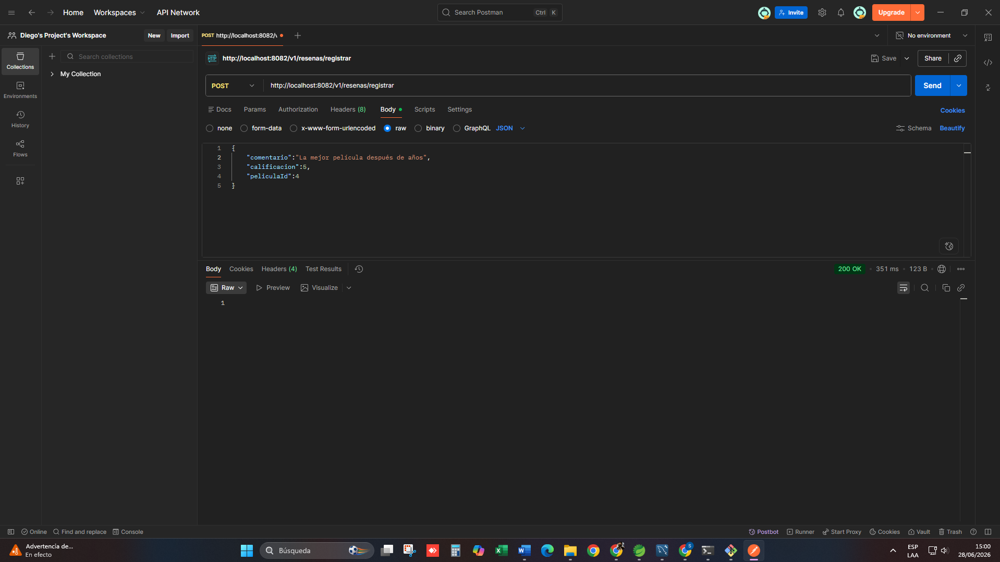 Home
Workspaces
API Network
Search Postman
Ctrl K
Invite
Upgrade
Diego's Project's Workspace
New
Import
POST http://localhost:8082/v
No environment
Collections
Environments
History
Flows
Search collections
My Collection
HTTP
http://localhost:8082/v1/resenas/registrar
Save
Share
POST
http://localhost:8082/v1/resenas/registrar
Send
Docs
Params
Authorization
Headers (8)
Body
Scripts
Settings
Cookies
none
form-data
x-www-form-urlencoded
raw
binary
GraphQL
JSON
Schema
Beautify
1 {
2 "comentario":"La mejor película después de años",
3 "calificacion":5,
4 "peliculaId":4
5 }
Body
Cookies
Headers (4)
Test Results
200 OK
351 ms
123 B
Raw
Preview
Visualize
1
Online
Find and replace
Console
Postbot
Runner
Start Proxy
Cookies
Vault
Trash
Advertencia de...
En efecto
Búsqueda
S
ESP
LAA
15:00
28/06/2026